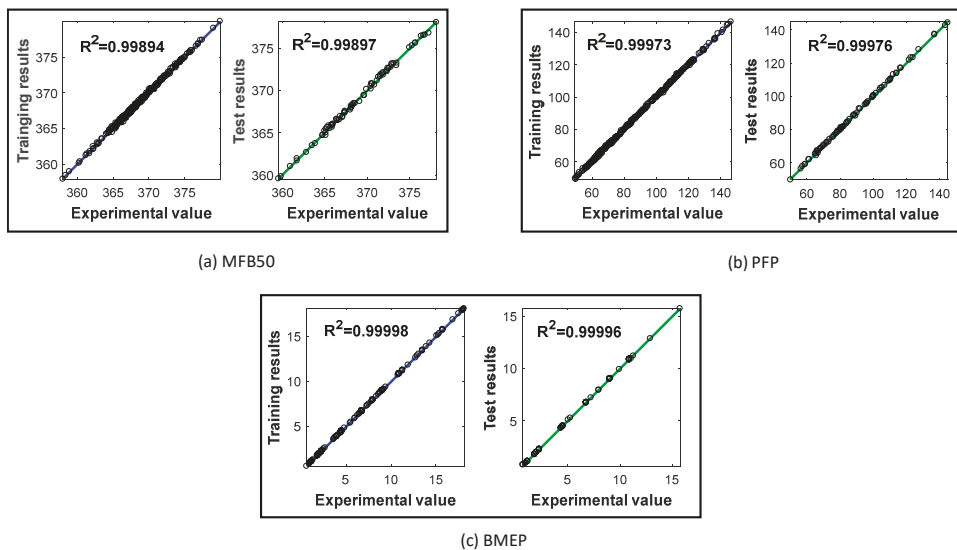 R²=0.99894
Trainging results
375
370
365
360
360
365
370
375
Experimental value
R²=0.99897
Test results
375
370
365
360
360
365
370
375
Experimental value
(a) MFB50
R²=0.99973
Training results
140
120
100
80
60
60
80
100
120
140
Experimental value
R²=0.99976
Test results
140
120
100
80
60
60
80
100
120
140
Experimental value
(b) PFP
R²=0.99998
Training results
15
10
5
5
10
15
Experimental value
R²=0.99996
Test results
15
10
5
5
10
15
Experimental value
(c) BMEP